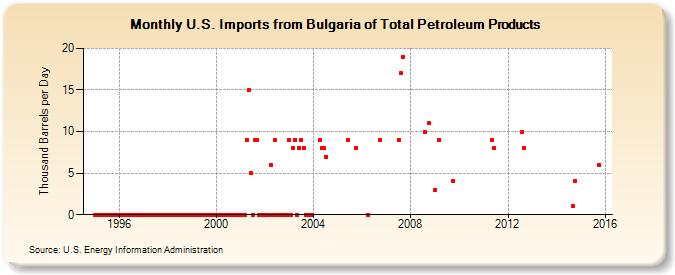 Monthly U.S. Imports from Bulgaria of Total Petroleum Products
Thousand Barrels per Day
20
15
10
5
0
1996 2000 2004 2008 2012 2016
Source: U.S. Energy Information Administration